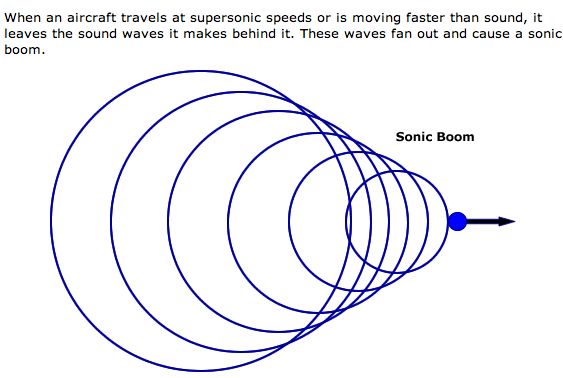 When an aircraft travels at supersonic speeds or is moving faster than sound, it
leaves the sound waves it makes behind it. These waves fan out and cause a sonic
boom.
Sonic Boom